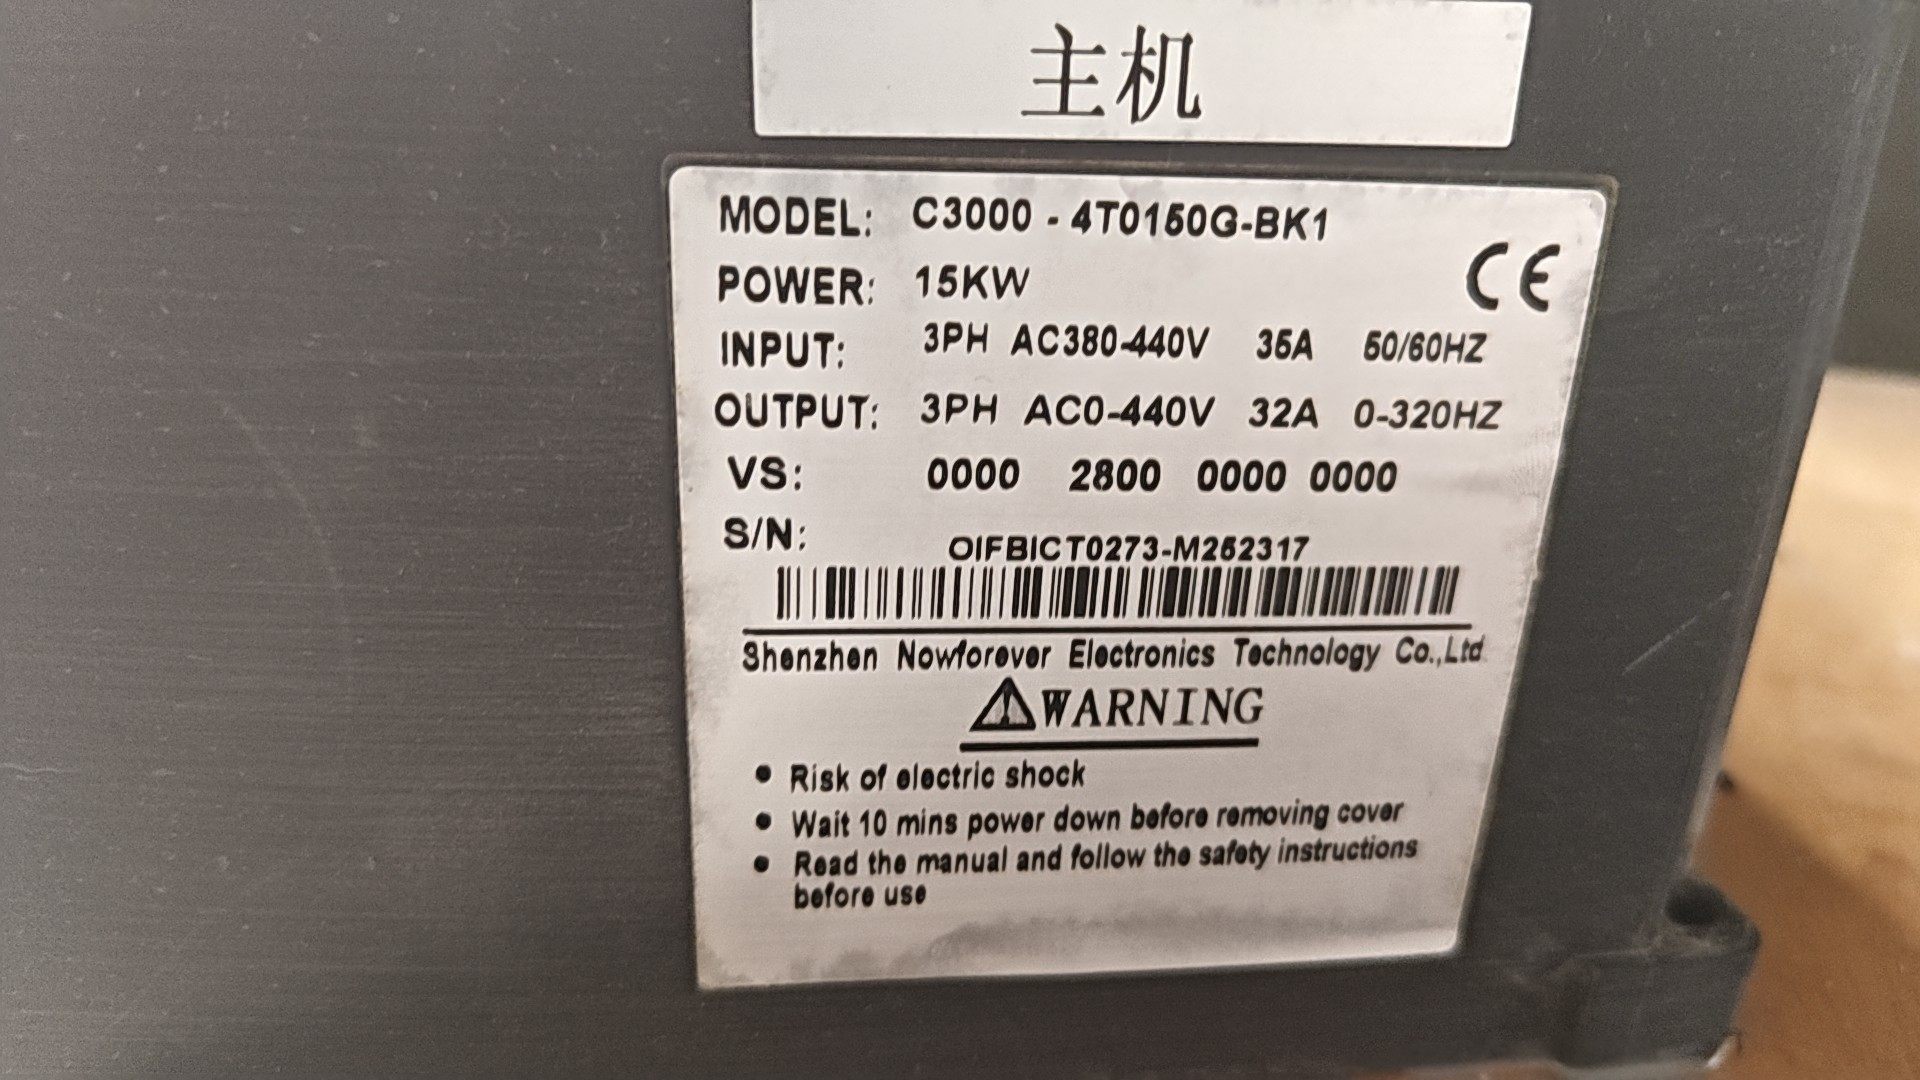 主机
MODEL: C3000 - 4T0150G-BK1
POWER: 15KW
CE
INPUT: 3PH AC380-440V 35A 50/60HZ
OUTPUT: 3PH AC0-440V 32A 0-320HZ
VS: 0000 2800 0000 0000
S/N: OIFBICT0273-M252317
Shenzhen Nowforever Electronics Technology Co.,Ltd
WARNING
• Risk of electric shock
• Wait 10 mins power down before removing cover
• Read the manual and follow the safety instructions
before use